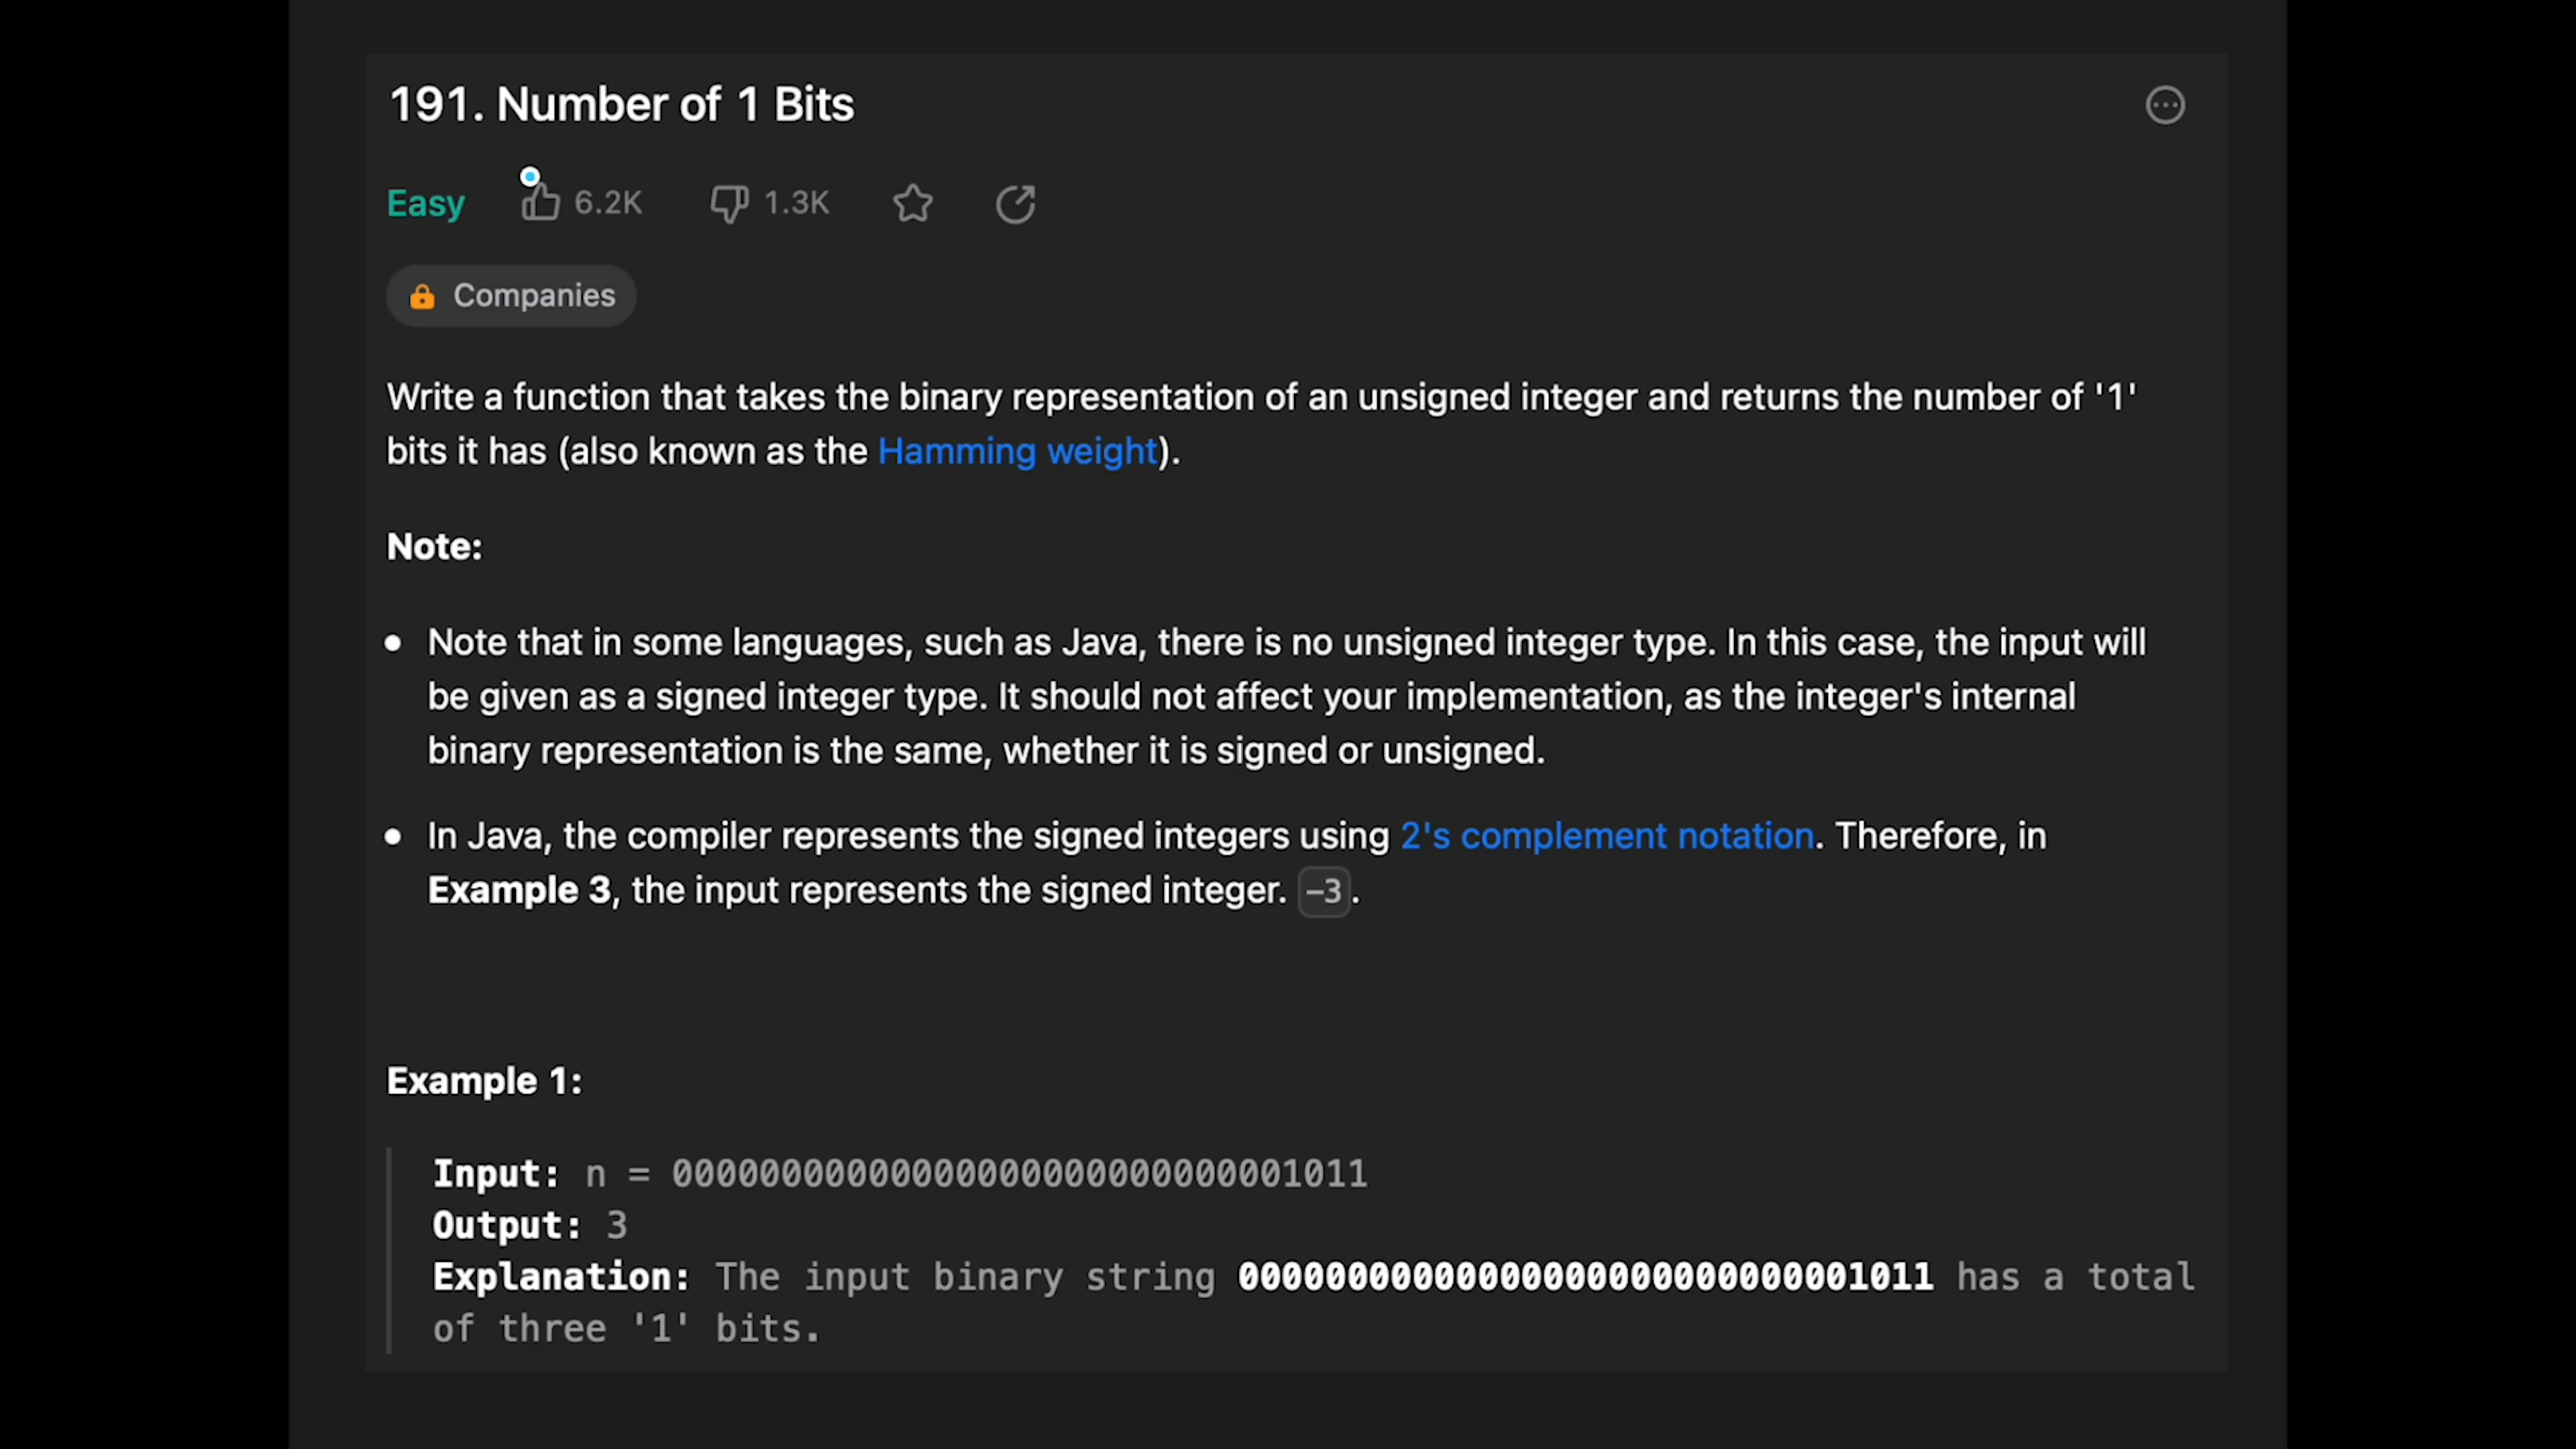 191. Number of 1 Bits
Easy 6.2K 1.3K
Companies
Write a function that takes the binary representation of an unsigned integer and returns the number of '1'
bits it has (also known as the Hamming weight).
Note:
• Note that in some languages, such as Java, there is no unsigned integer type. In this case, the input will
be given as a signed integer type. It should not affect your implementation, as the integer's internal
binary representation is the same, whether it is signed or unsigned.
• In Java, the compiler represents the signed integers using 2's complement notation. Therefore, in
Example 3, the input represents the signed integer. -3.
Example 1:
Input: n = 00000000000000000000000000001011
Output: 3
Explanation: The input binary string 00000000000000000000000000001011 has a total
of three '1' bits.